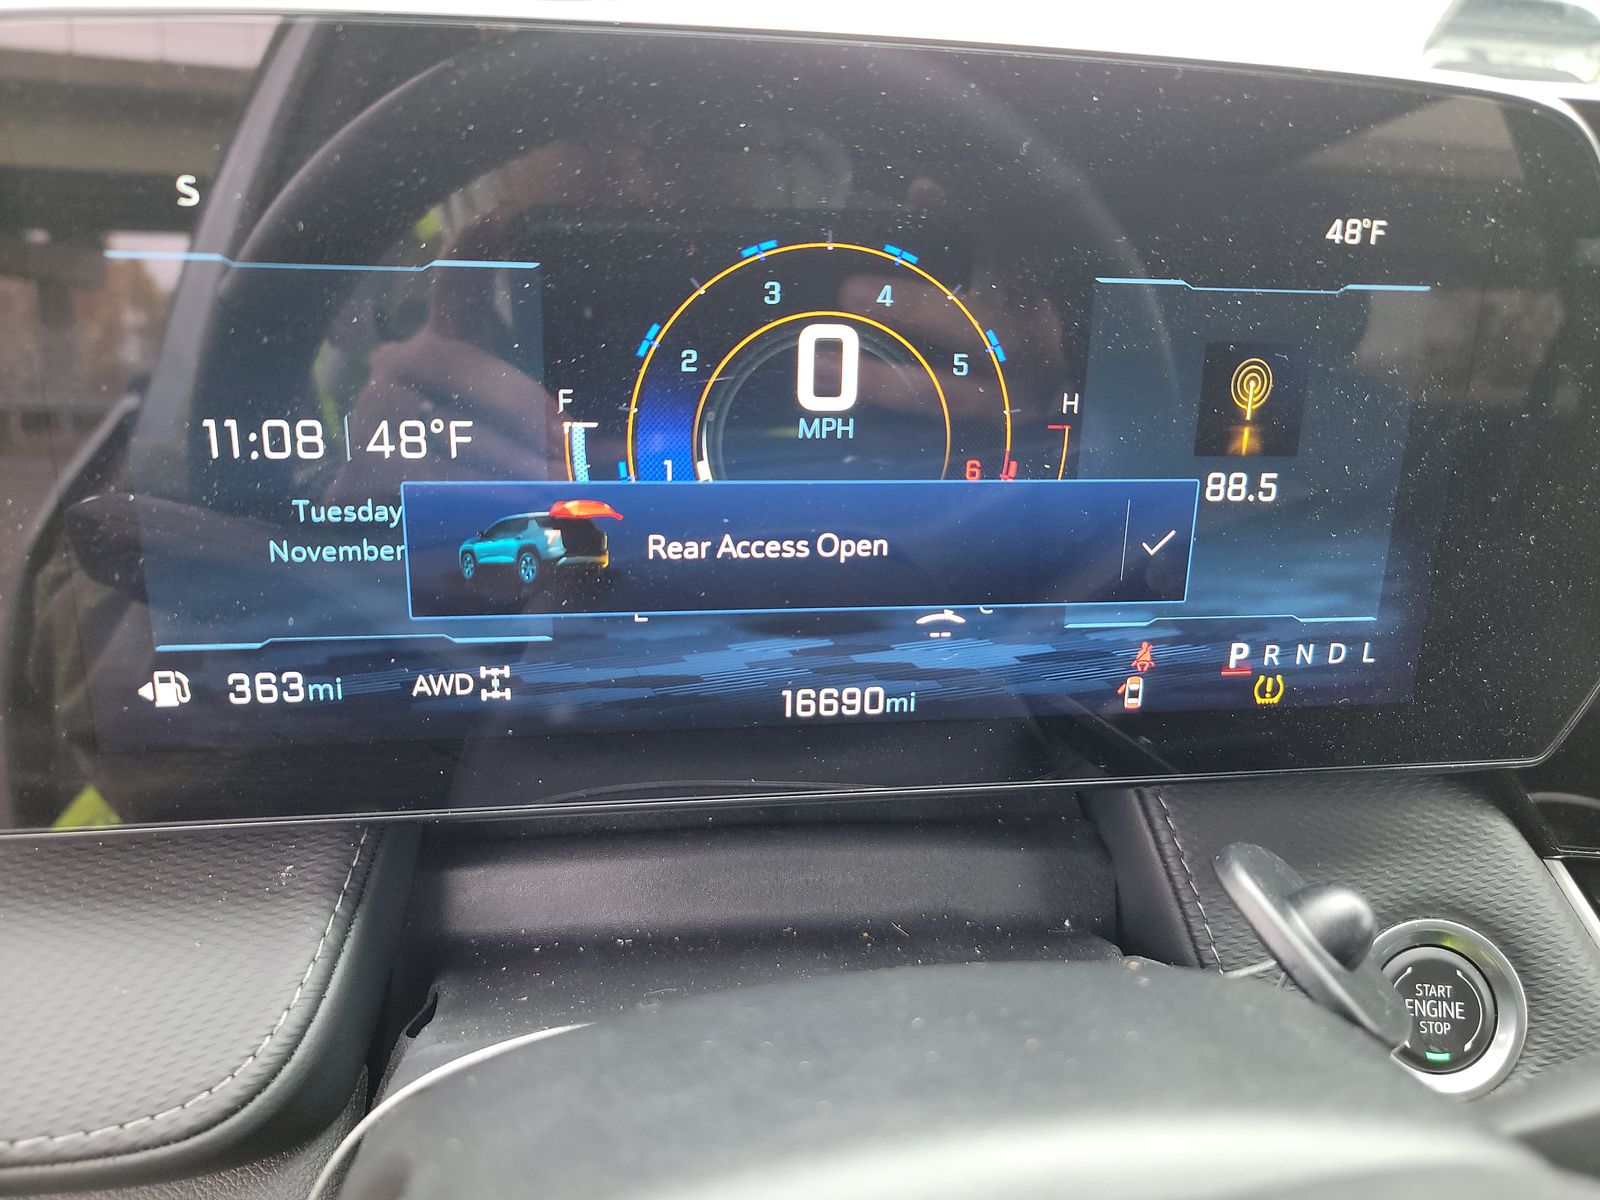 S
48°F
3 4
2 5
1 6
0
MPH
F
H
11:08 48°F
Tuesday
November
88.5
Rear Access Open
363mi
AWD
16690mi
P R N D L
START
ENGINE
STOP